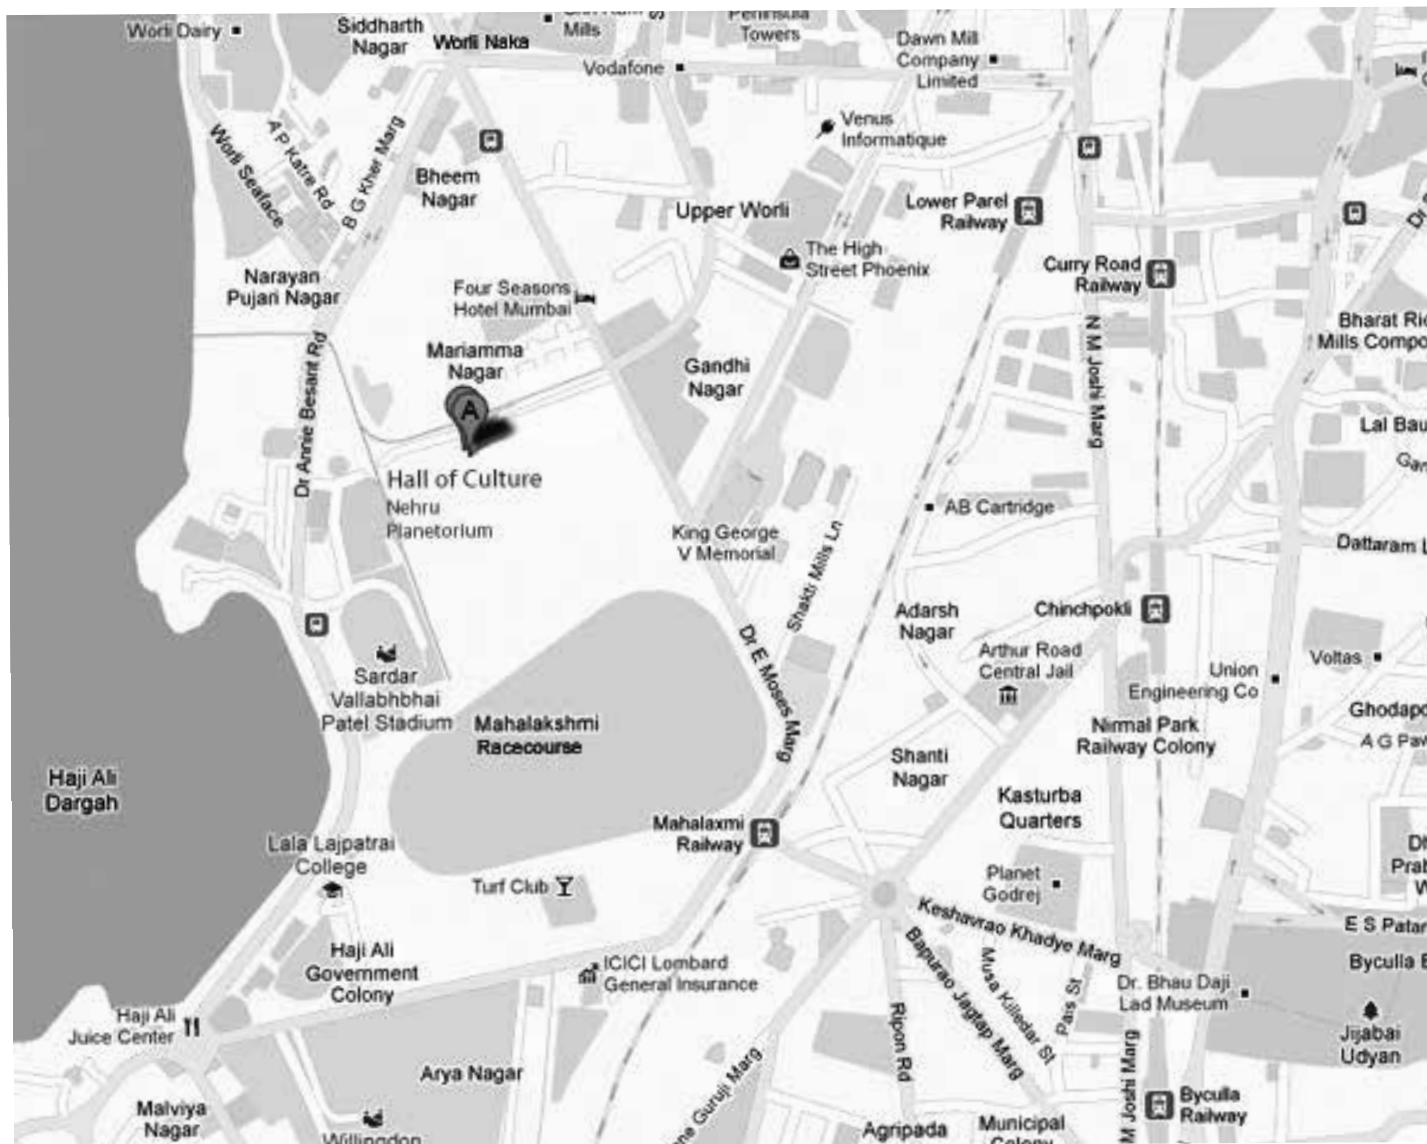 Worli Dairy
Siddharth
Nagar
Worli Naka
Mills
Vodafone
Peninsula
Towers
Dawn Mill
Company
Limited
Venus
Informatique
Worli Seaface
A P Katre Rd
B G Kher Marg
Bheem
Nagar
Upper Worli
Lower Parel
Railway
The High
Street Phoenix
Curry Road
Railway
Narayan
Pujari Nagar
Four Seasons
Hotel Mumbai
Bharat
Mills
Mariamma
Nagar
Gandhi
Nagar
N M Joshi Marg
Dr Annie Besant Rd
A
Lal
Hall of Culture
Nehru
Planetorium
AB Cartridge
King George
V Memorial
Shakti Mills Ln
Dattaram
Adarsh
Nagar
Chinchpokli
Arthur Road
Central Jail
Dr E Moses Marg
Union
Engineering Co
Voltas
Sardar
Vallabhbhai
Patel Stadium
Mahalakshmi
Racecourse
Nirmal Park
Railway Colony
A G
Shanti
Nagar
Haji Ali
Dargah
Kasturba
Quarters
Mahalaxmi
Railway
Lala Lajpatrai
College
Turf Club
Planet
Godrej
Keshavrao Khadye Marg
E S
Haji Ali
Government
Colony
ICICI Lombard
General Insurance
Bapurao Jagtap Marg
Musa Killedar St
Pais St
Dr. Bhau Daji
Lad Museum
Byculla
Haji Ali
Juice Center
Ripon Rd
Jijabai
Udyan
Arya Nagar
M Joshi Marg
Guruji Marg
Malviya
Nagar
Willingdon
Agripada
Municipal
Colony
Byculla
Railway